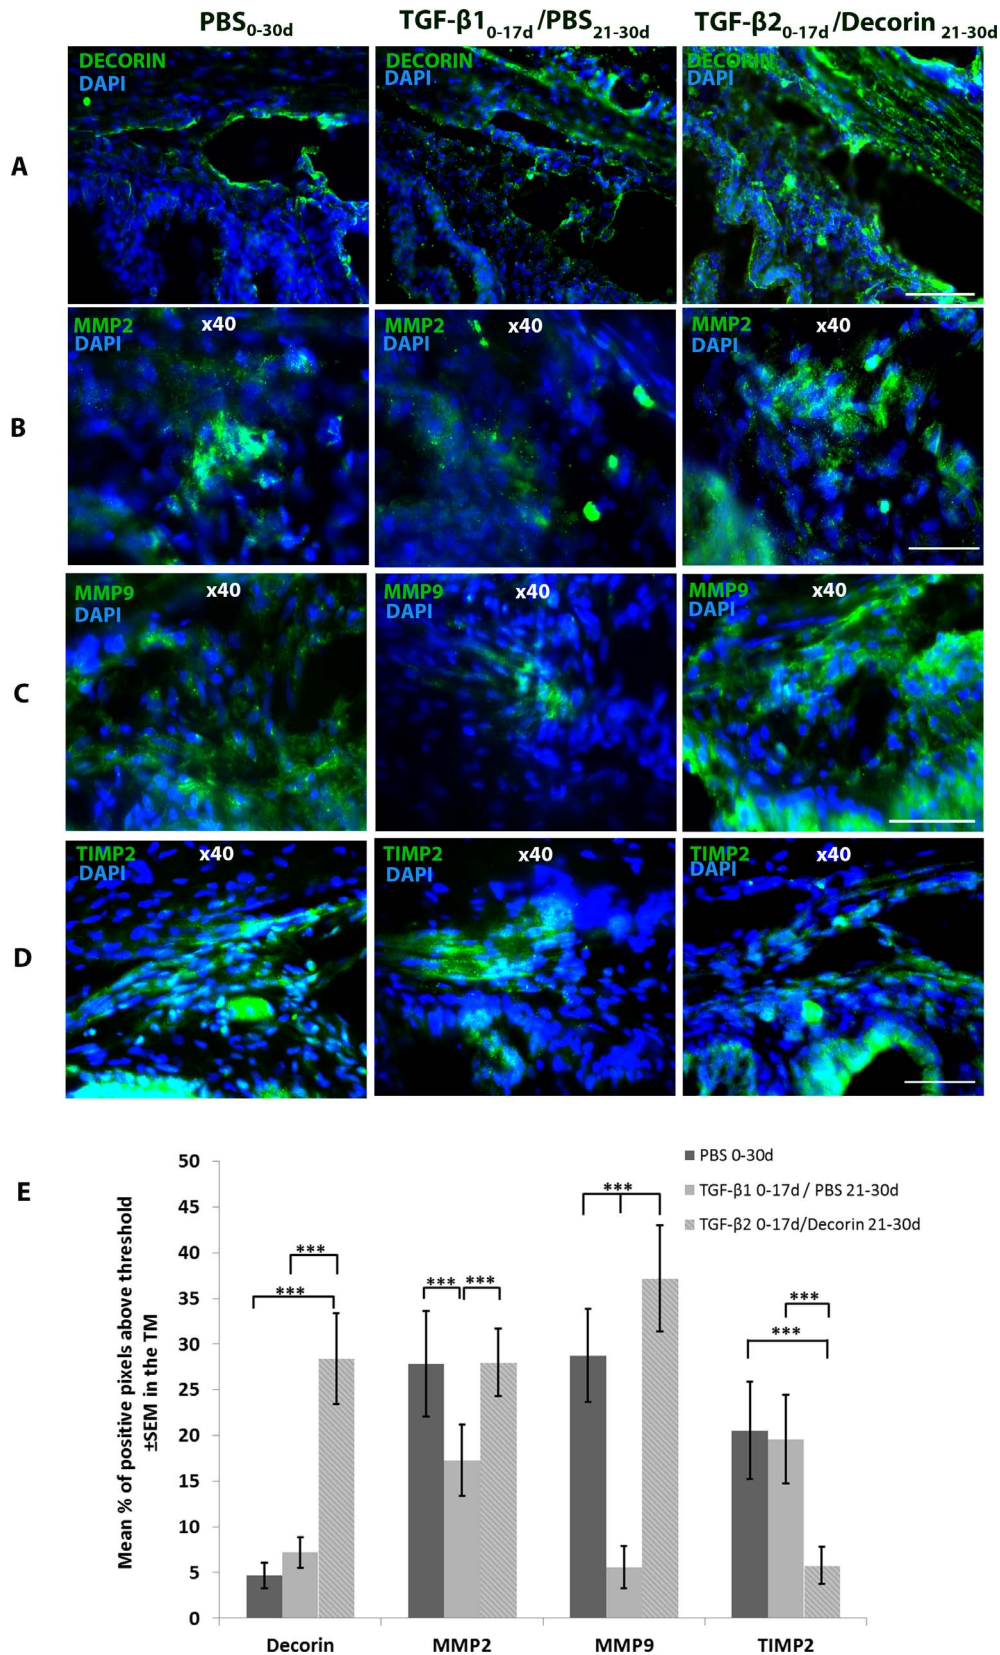 PBS0-30d TGF-β10-17d/PBS21-30d TGF-β20-17d/Decorin 21-30d
A
DECORIN
DAPI
DECORIN
DAPI
DECORIN
DAPI
B
MMP2 x40
DAPI
MMP2 x40
DAPI
MMP2 x40
DAPI
C
MMP9 x40
DAPI
MMP9 x40
DAPI
MMP9 x40
DAPI
D
TIMP2 x40
DAPI
TIMP2 x40
DAPI
TIMP2 x40
DAPI
E
Mean % of positive pixels above threshold
±SEM in the TM
50
45
40
35
30
25
20
15
10
5
0
PBS 0-30d
TGF-β1 0-17d / PBS 21-30d
TGF-β2 0-17d/Decorin 21-30d
***
***
***
***
***
***
***
Decorin MMP2 MMP9 TIMP2